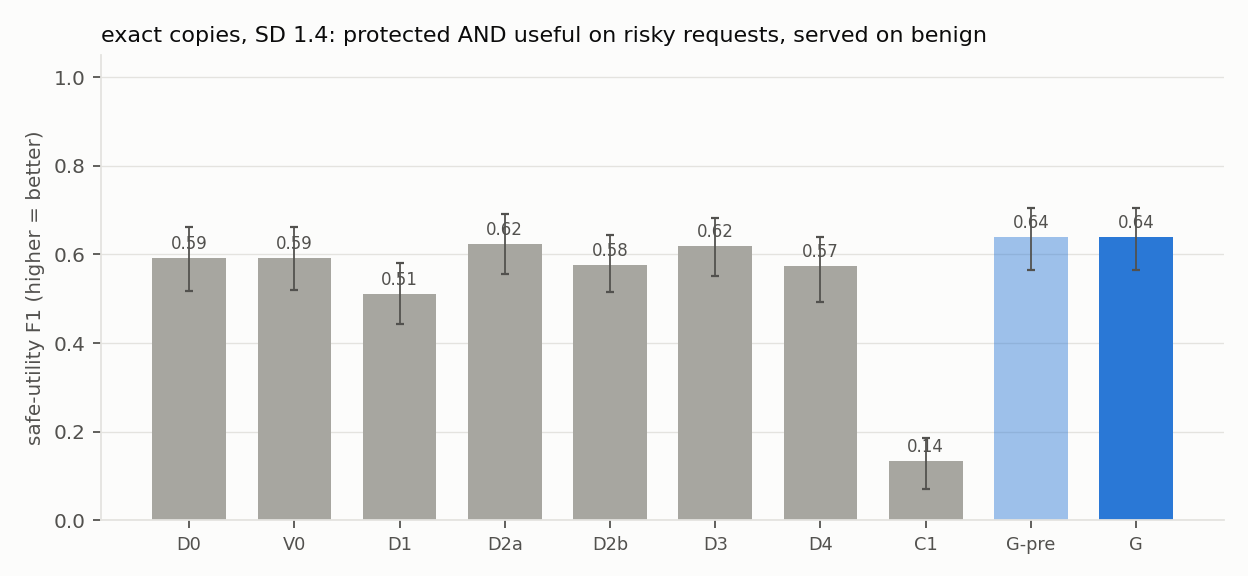 exact copies, SD 1.4: protected AND useful on risky requests, served on benign
safe-utility F1 (higher = better)
1.0
0.8
0.6
0.4
0.2
0.0
0.59
0.59
0.51
0.62
0.58
0.62
0.57
0.14
0.64
0.64
D0
V0
D1
D2a
D2b
D3
D4
C1
G-pre
G